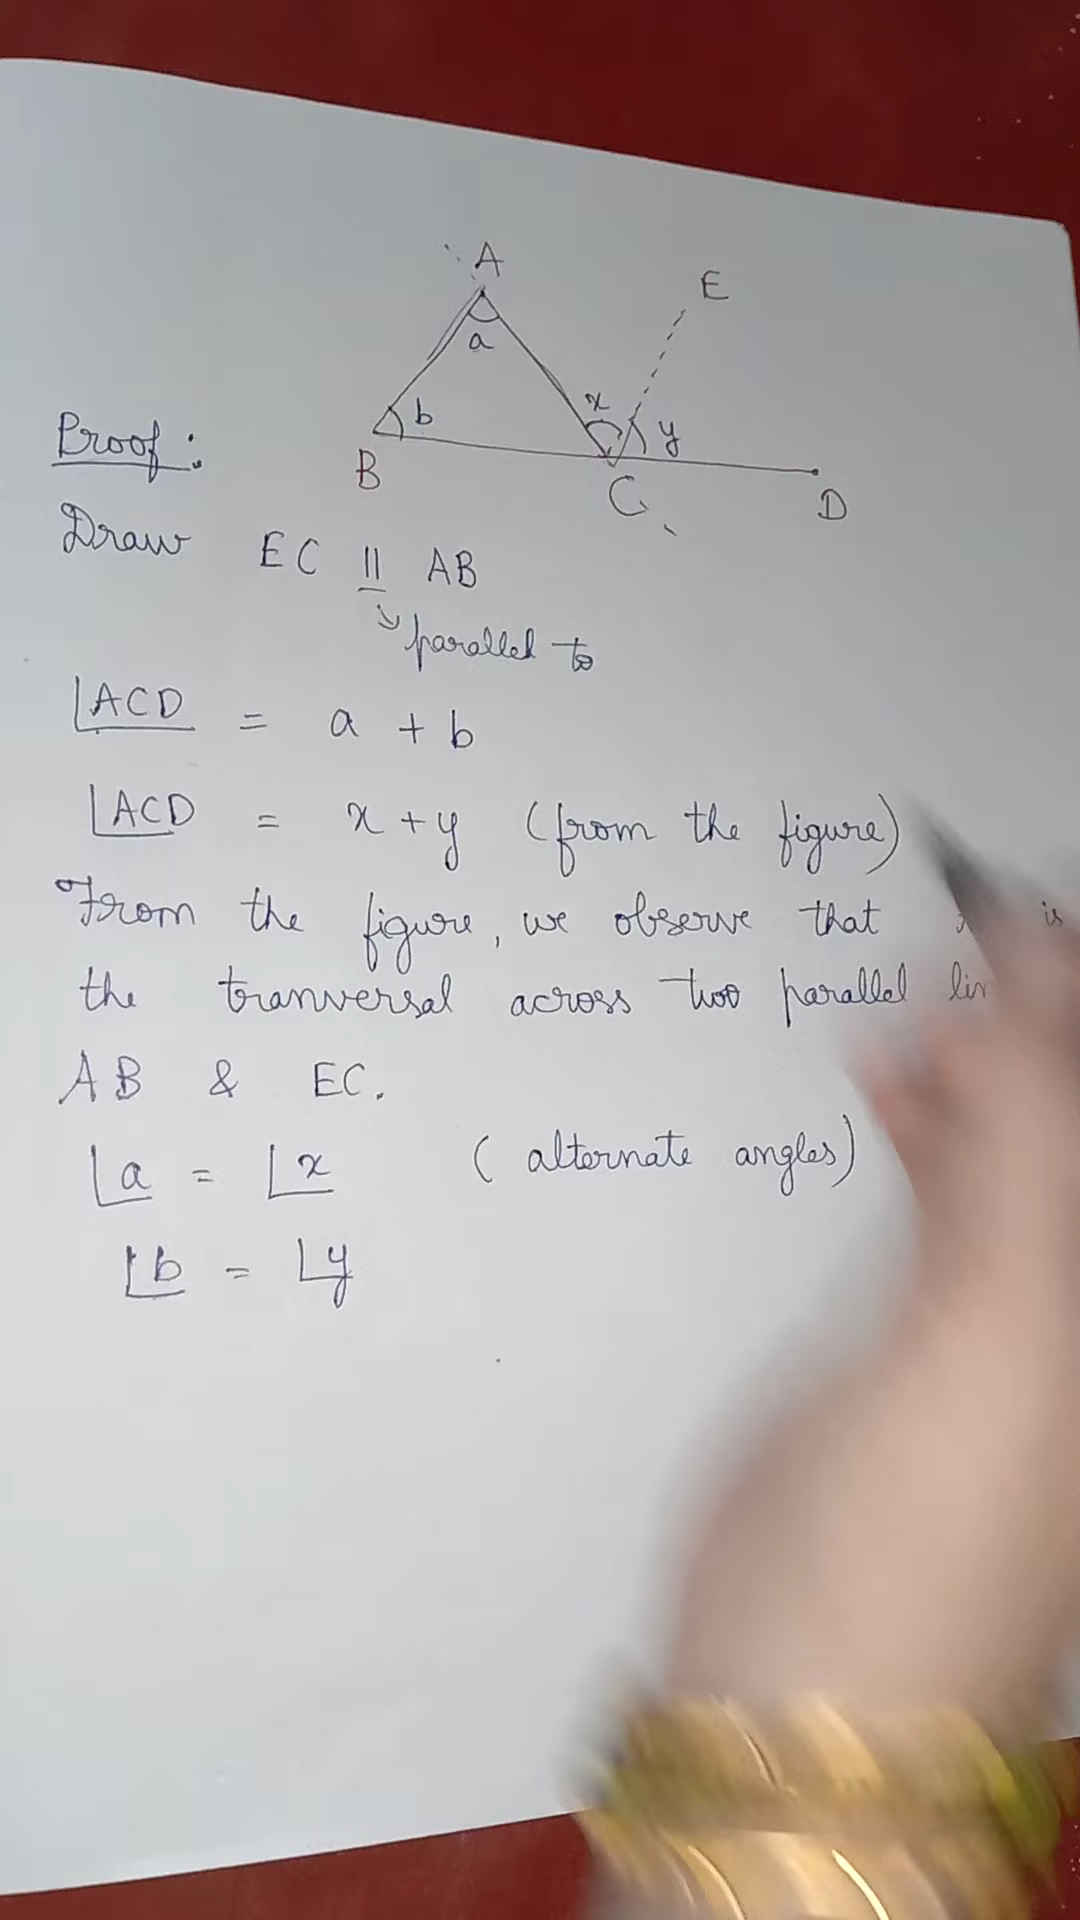 A
E
a
x
b
y
Proof:
B
C
D
Draw EC || AB
parallel to
∠ACD = a + b
∠ACD = x + y (from the figure)
From the figure, we observe that is
the tranversal across two parallel
AB & EC.
∠a = ∠x (alternate angles)
∠b = ∠y